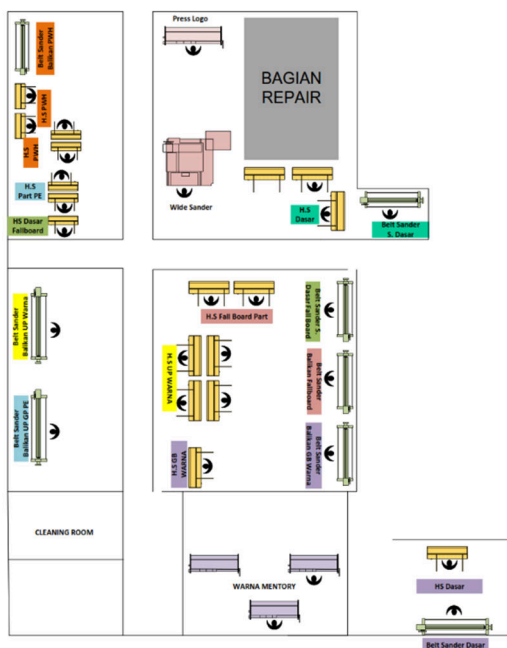 Press Logo
BAGIAN
REPAIR
Belt Sander
Balikan PWH
H.S PWH
H.S
PWH
H.S
Part PE
HS Dasar
Fallboard
Wide Sander
H.S
Dasar
Belt Sander
S. Dasar
Belt Sander
Balikan UP Warna
Belt Sander
Balikan UP GP PE
H.S Fall Board Part
H.S UP WARNA
H.S GB
WARNA
Belt Sander S.
Dasar Fall Board
Belt Sander
Balikan Fallboard
Belt Sander
Balikan GB Warna
CLEANING ROOM
WARNA MENTORY
HS Dasar
Belt Sander Dasar